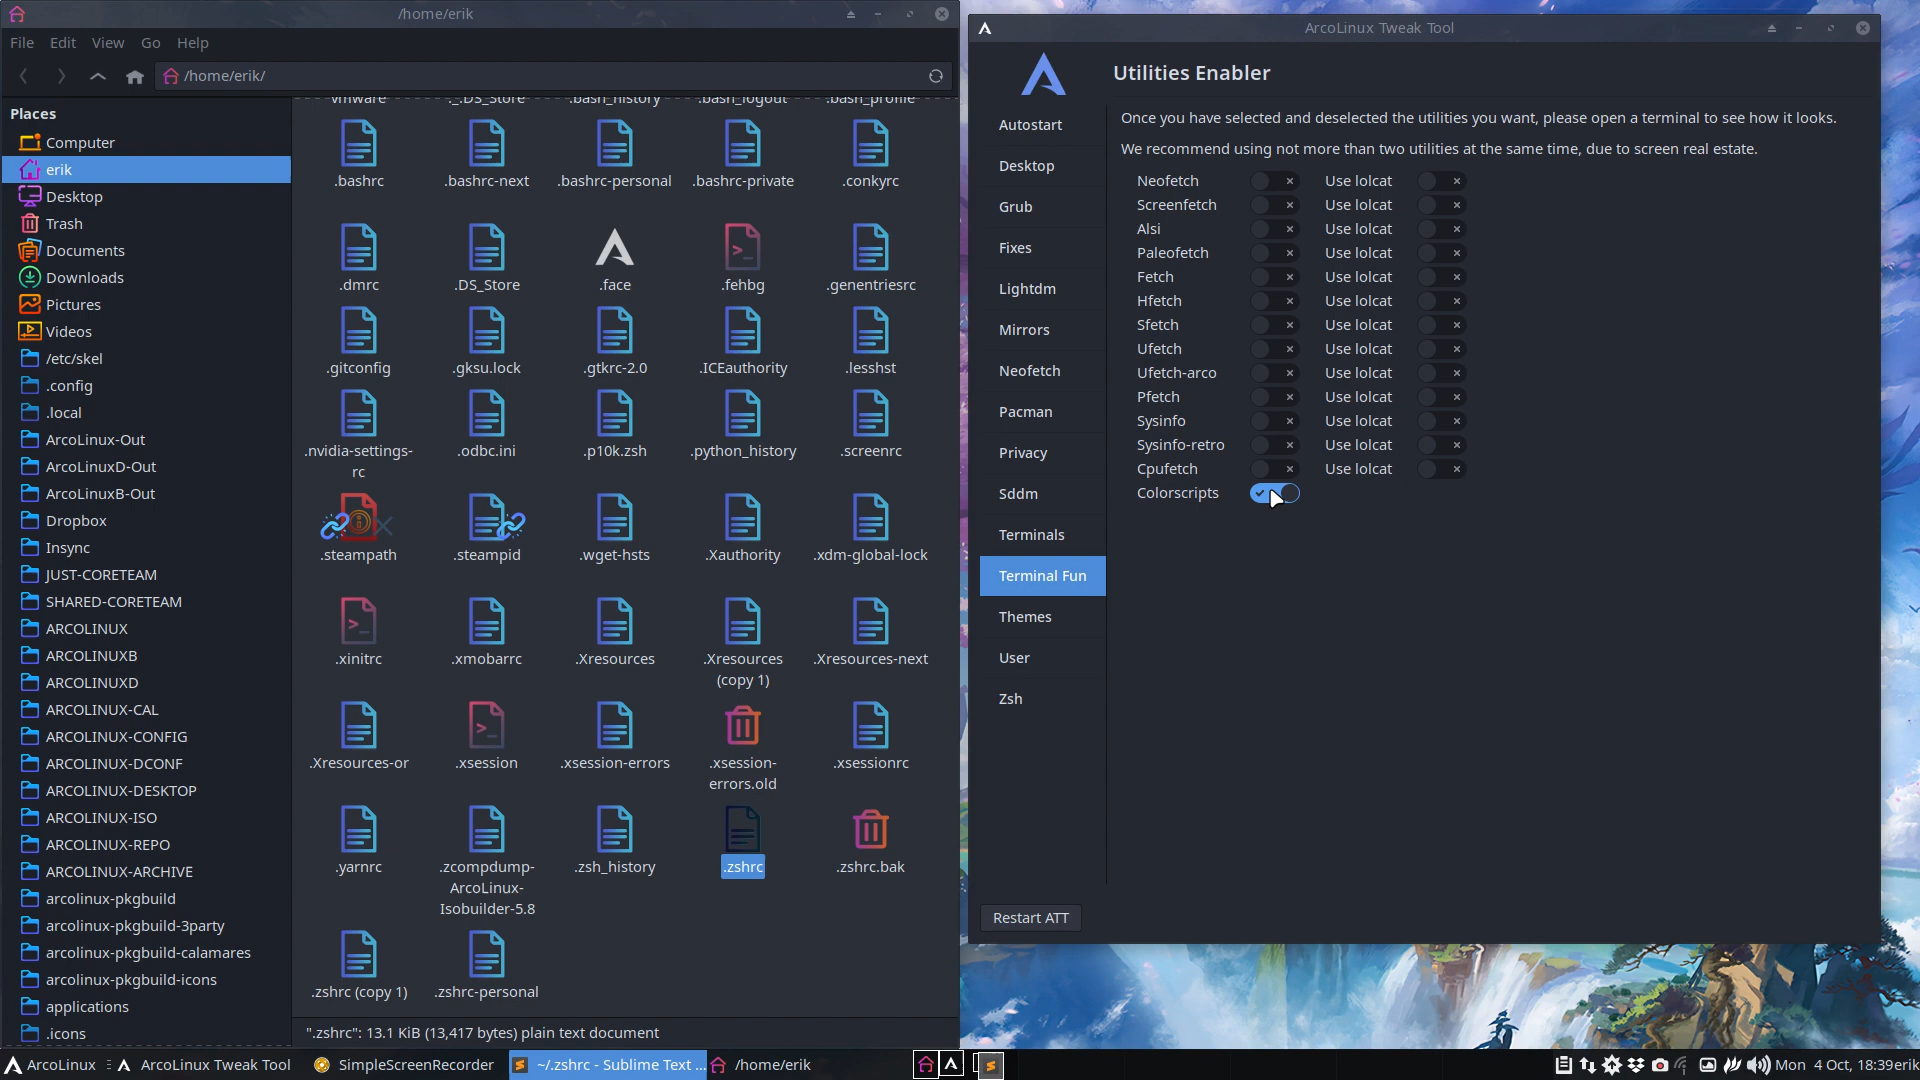 /home/erik
File Edit View Go Help
/home/erik/
Places
Computer
erik
Desktop
Trash
Documents
Downloads
Pictures
Videos
/etc/skel
.config
.local
ArcoLinux-Out
ArcoLinuxD-Out
ArcoLinuxB-Out
Dropbox
Insync
JUST-CORETEAM
SHARED-CORETEAM
ARCOLINUX
ARCOLINUXB
ARCOLINUXD
ARCOLINUX-CAL
ARCOLINUX-CONFIG
ARCOLINUX-DCONF
ARCOLINUX-DESKTOP
ARCOLINUX-ISO
ARCOLINUX-REPO
ARCOLINUX-ARCHIVE
arcolinux-pkgbuild
arcolinux-pkgbuild-3party
arcolinux-pkgbuild-calamares
arcolinux-pkgbuild-icons
applications
.icons
.vmware ._.DS_Store .bash_history .bash_logout .bash_profile
.bashrc .bashrc-next .bashrc-personal .bashrc-private .conkyrc
.dmrc .DS_Store .face .fehbg .genentriesrc
.gitconfig .gksu.lock .gtkrc-2.0 .ICEauthority .lesshst
.nvidia-settings-
rc
.odbc.ini .p10k.zsh .python_history .screenrc
.steampath .steampid .wget-hsts .Xauthority .xdm-global-lock
.xinitrc .xmobarrc .Xresources .Xresources
(copy 1)
.Xresources-next
.Xresources-or .xsession .xsession-errors .xsession-
errors.old
.xsessionrc
.yarnrc .zcompdump-
ArcoLinux-
Isobuilder-5.8
.zsh_history .zshrc .zshrc.bak
.zshrc (copy 1) .zshrc-personal
".zshrc": 13.1 KiB (13,417 bytes) plain text document
ArcoLinux Tweak Tool
Utilities Enabler
Autostart
Desktop
Grub
Fixes
Lightdm
Mirrors
Neofetch
Pacman
Privacy
Sddm
Terminals
Terminal Fun
Themes
User
Zsh
Restart ATT
Once you have selected and deselected the utilities you want, please open a terminal to see how it looks.
We recommend using not more than two utilities at the same time, due to screen real estate.
Neofetch Use lolcat
Screenfetch Use lolcat
Alsi Use lolcat
Paleofetch Use lolcat
Fetch Use lolcat
Hfetch Use lolcat
Sfetch Use lolcat
Ufetch Use lolcat
Ufetch-arco Use lolcat
Pfetch Use lolcat
Sysinfo Use lolcat
Sysinfo-retro Use lolcat
Cpufetch Use lolcat
Colorscripts
ArcoLinux ArcoLinux Tweak Tool SimpleScreenRecorder ~/.zshrc - Sublime Text ... /home/erik Mon 4 Oct, 18:39 erik